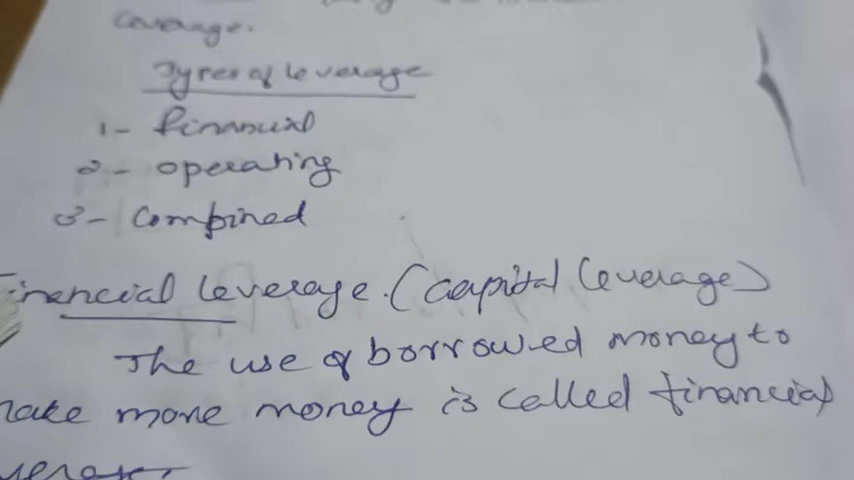 Leverage.
Types of Leverage
1- Financial
2- operating
3- Combined
Financial leverage. (Capital Leverage)
The use of borrowed money to
make more money is called financial